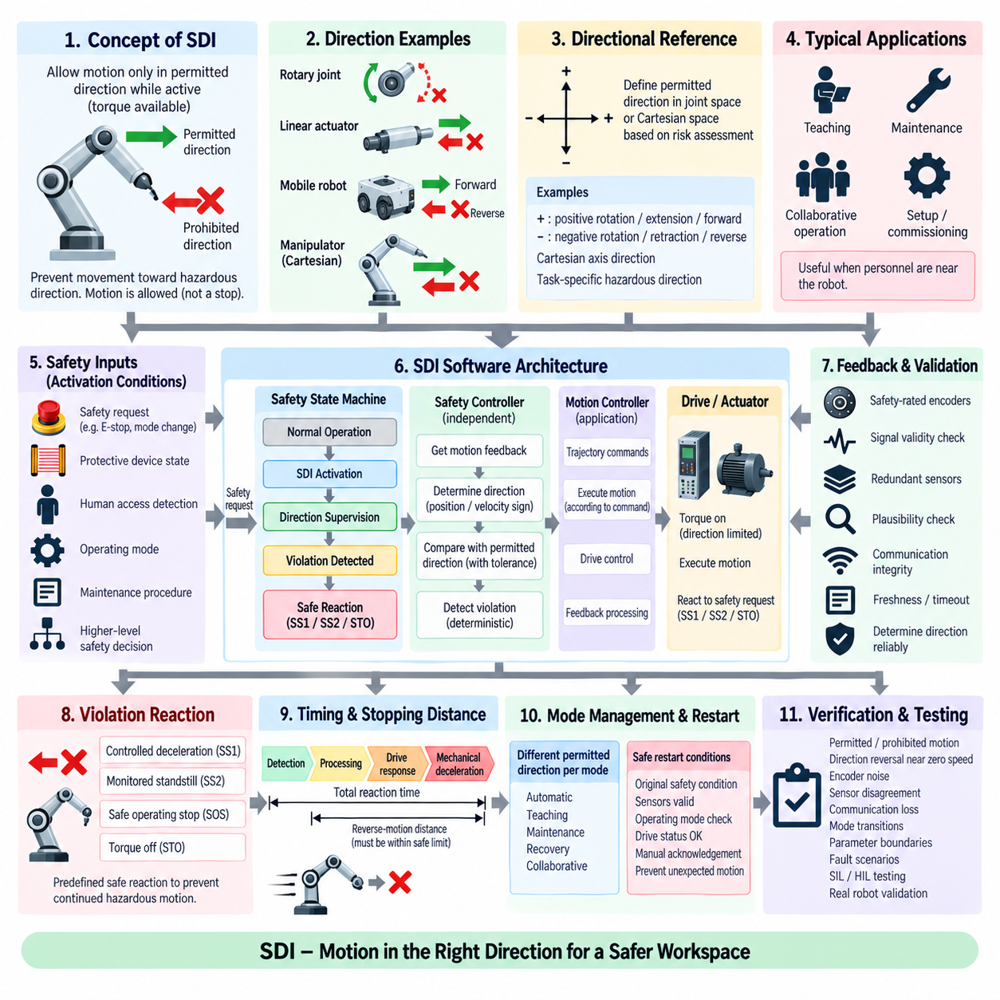 1. Concept of SDI
Allow motion only in permitted
direction while active
(torque available)
Permitted
direction
Prohibited
direction
Prevent movement toward hazardous
direction. Motion is allowed (not a stop).
2. Direction Examples
Rotary joint
Linear actuator
Mobile robot
Forward
Reverse
Manipulator
(Cartesian)
3. Directional Reference
+
- +
-
Define permitted
direction in joint space
or Cartesian space
based on risk assessment
Examples
+ : positive rotation / extension / forward
- : negative rotation / retraction / reverse
Cartesian axis direction
Task-specific hazardous direction
4. Typical Applications
Teaching
Maintenance
Collaborative
operation
Setup /
commissioning
Useful when personnel are near
the robot.
5. Safety Inputs
(Activation Conditions)
Safety request
(e.g. E-stop, mode change)
Protective device state
Human access detection
Operating mode
Maintenance procedure
Higher-level
safety decision
Safety
request
6. SDI Software Architecture
Safety State Machine
Normal Operation
SDI Activation
Direction Supervision
Violation Detected
Safe Reaction
(SS1 / SS2 / STO)
Safety Controller
(independent)
Get motion feedback
Determine direction
(position / velocity sign)
Compare with permitted
direction (with tolerance)
Detect violation
(deterministic)
Motion Controller
(application)
Trajectory commands
Execute motion
(according to command)
Drive control
Feedback processing
Drive / Actuator
Torque on
(direction limited)
Execute motion
React to safety request
(SS1 / SS2 / STO)
7. Feedback & Validation
Safety-rated encoders
Signal validity check
Redundant sensors
Plausibility check
Communication
integrity
Freshness / timeout
Determine direction
reliably
8. Violation Reaction
Controlled deceleration (SS1)
Monitored standstill (SS2)
Safe operating stop (SOS)
Torque off (STO)
Predefined safe reaction to prevent
continued hazardous motion.
9. Timing & Stopping Distance
Detection
Processing
Drive
response
Mechanical
deceleration
Total reaction time
Reverse-motion distance
(must be within safe limit)
10. Mode Management & Restart
Different permitted
direction per mode
Automatic
Teaching
Maintenance
Recovery
Collaborative
Safe restart conditions
Original safety condition
Sensors valid
Operating mode check
Drive status OK
Manual acknowledgement
Prevent unexpected motion
11. Verification & Testing
Permitted / prohibited motion
Direction reversal near zero speed
Encoder noise
Sensor disagreement
Communication loss
Mode transitions
Parameter boundaries
Fault scenarios
SIL / HIL testing
Real robot validation
SDI – Motion in the Right Direction for a Safer Workspace